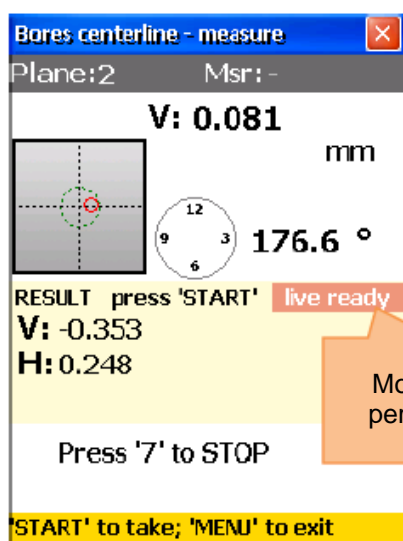 Bores centerline - measure
Plane:2 Msr:-
V: 0.081
mm
12
9 3
6
176.6 °
RESULT press 'START' live ready
V: -0.353
H: 0.248
Press '7' to STOP
'START' to take; 'MENU' to exit